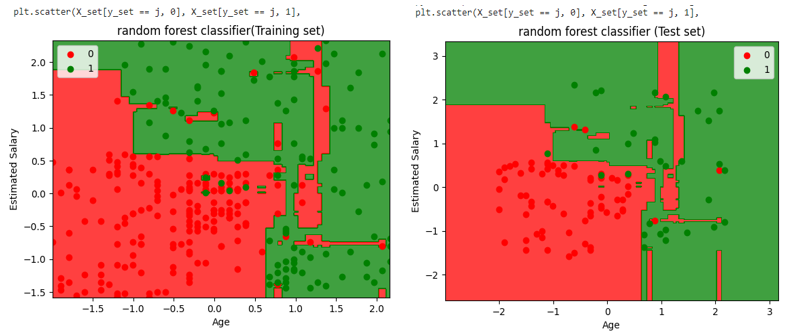 plt.scatter(X_set[y_set == j, 0], X_set[y_set == j, 1],
random forest classifier(Training set)
0
1
2.0
1.5
1.0
0.5
0.0
−0.5
−1.0
−1.5
Estimated Salary
−1.5 −1.0 −0.5 0.0 0.5 1.0 1.5 2.0
Age
plt.scatter(X_set[y_set == j, 0], X_set[y_set == j, 1],
random forest classifier (Test set)
0
1
3
2
1
0
−1
−2
Estimated Salary
−2 −1 0 1 2 3
Age